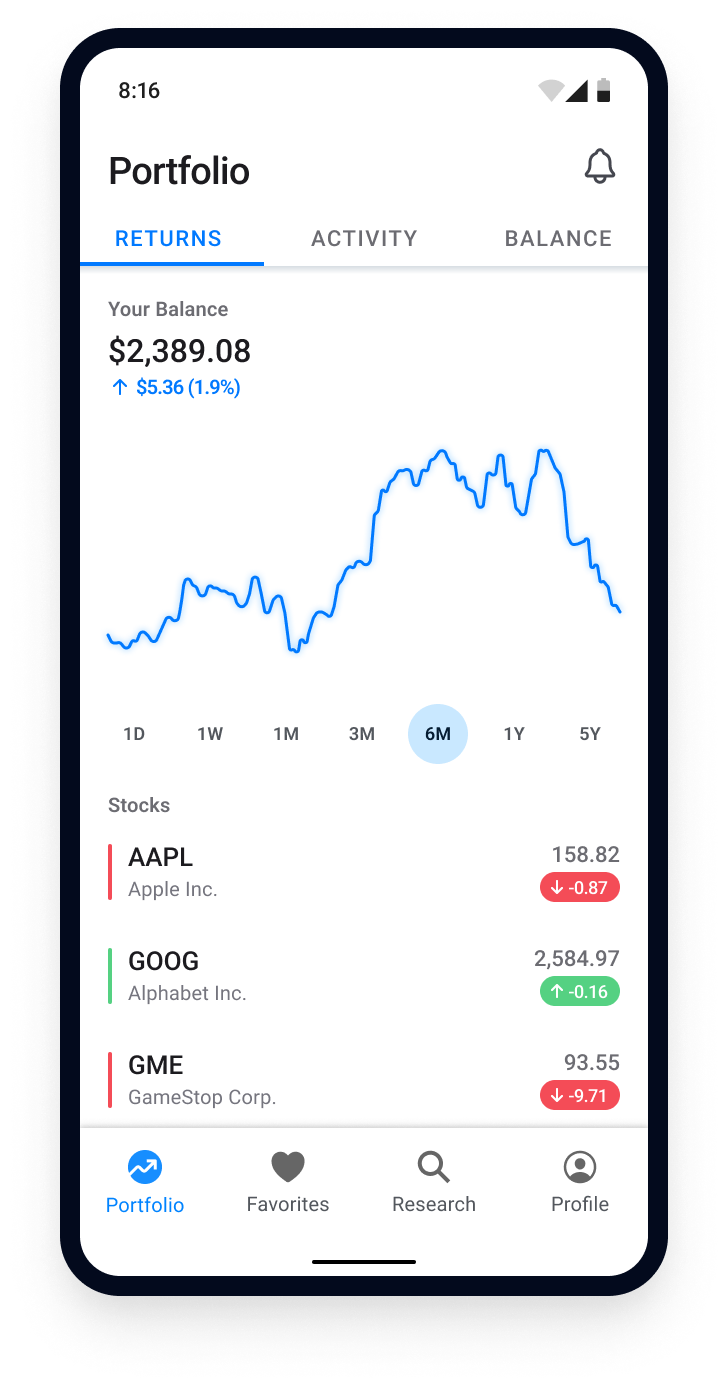 8:16
Portfolio
RETURNS ACTIVITY BALANCE
Your Balance
$2,389.08
↑ $5.36 (1.9%)
1D 1W 1M 3M 6M 1Y 5Y
Stocks
AAPL 158.82
Apple Inc. ↓ -0.87
GOOG 2,584.97
Alphabet Inc. ↑ -0.16
GME 93.55
GameStop Corp. ↓ -9.71
Portfolio Favorites Research Profile